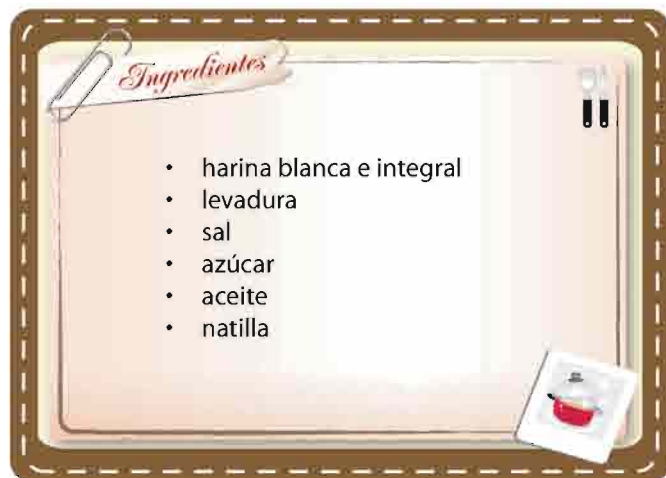 Ingredientes
• harina blanca e integral
• levadura
• sal
• azúcar
• aceite
• natilla